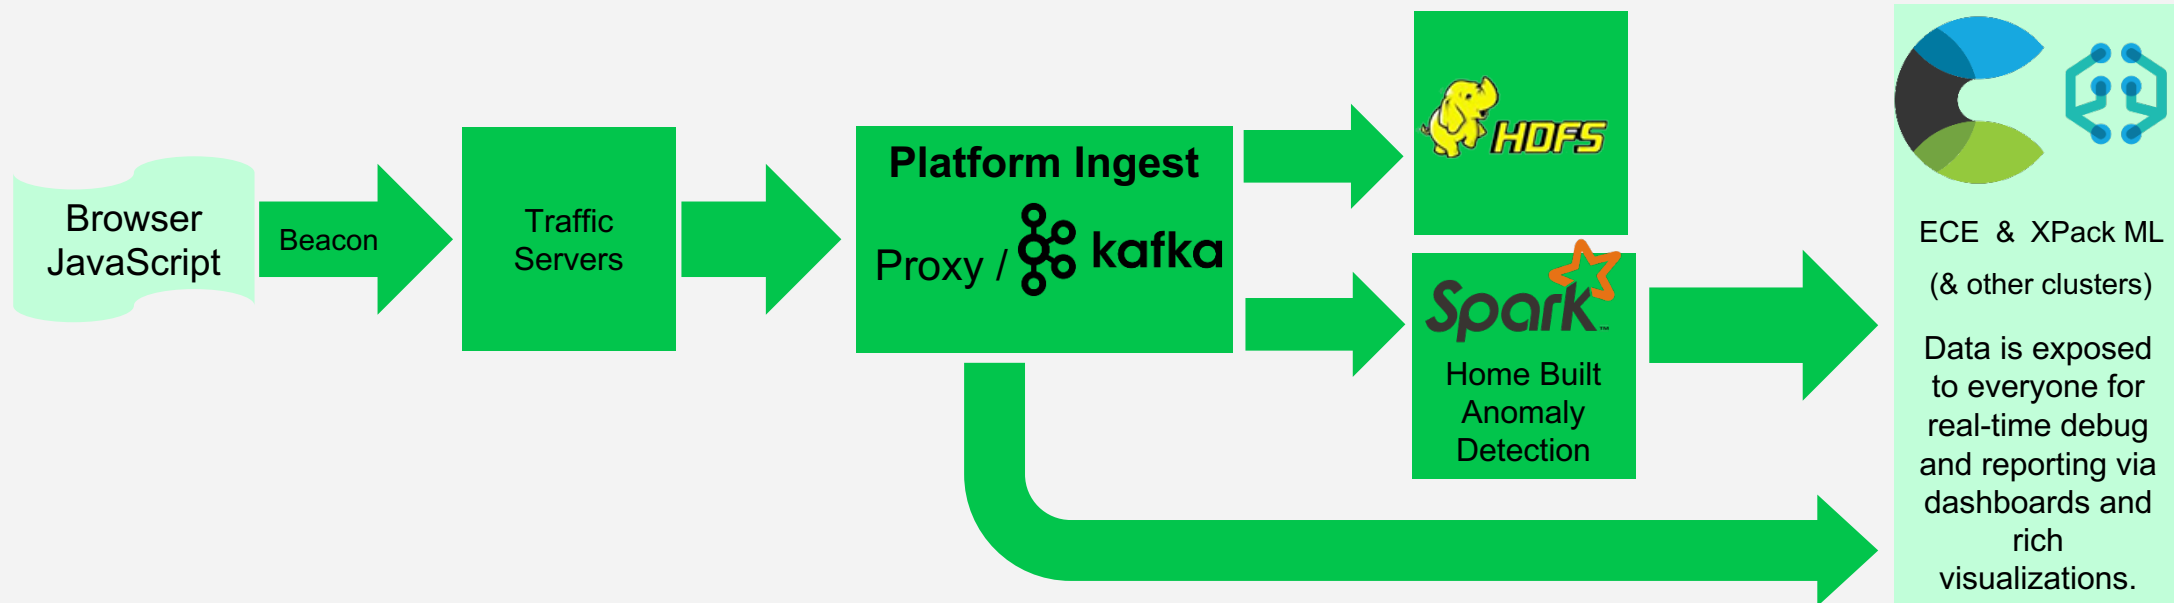 Browser
JavaScript
Beacon
Traffic
Servers
Platform Ingest
Proxy / kafka
HDFS
Spark™
Home Built
Anomaly
Detection
ECE & XPack ML
(& other clusters)
Data is exposed
to everyone for
real-time debug
and reporting via
dashboards and
rich
visualizations.